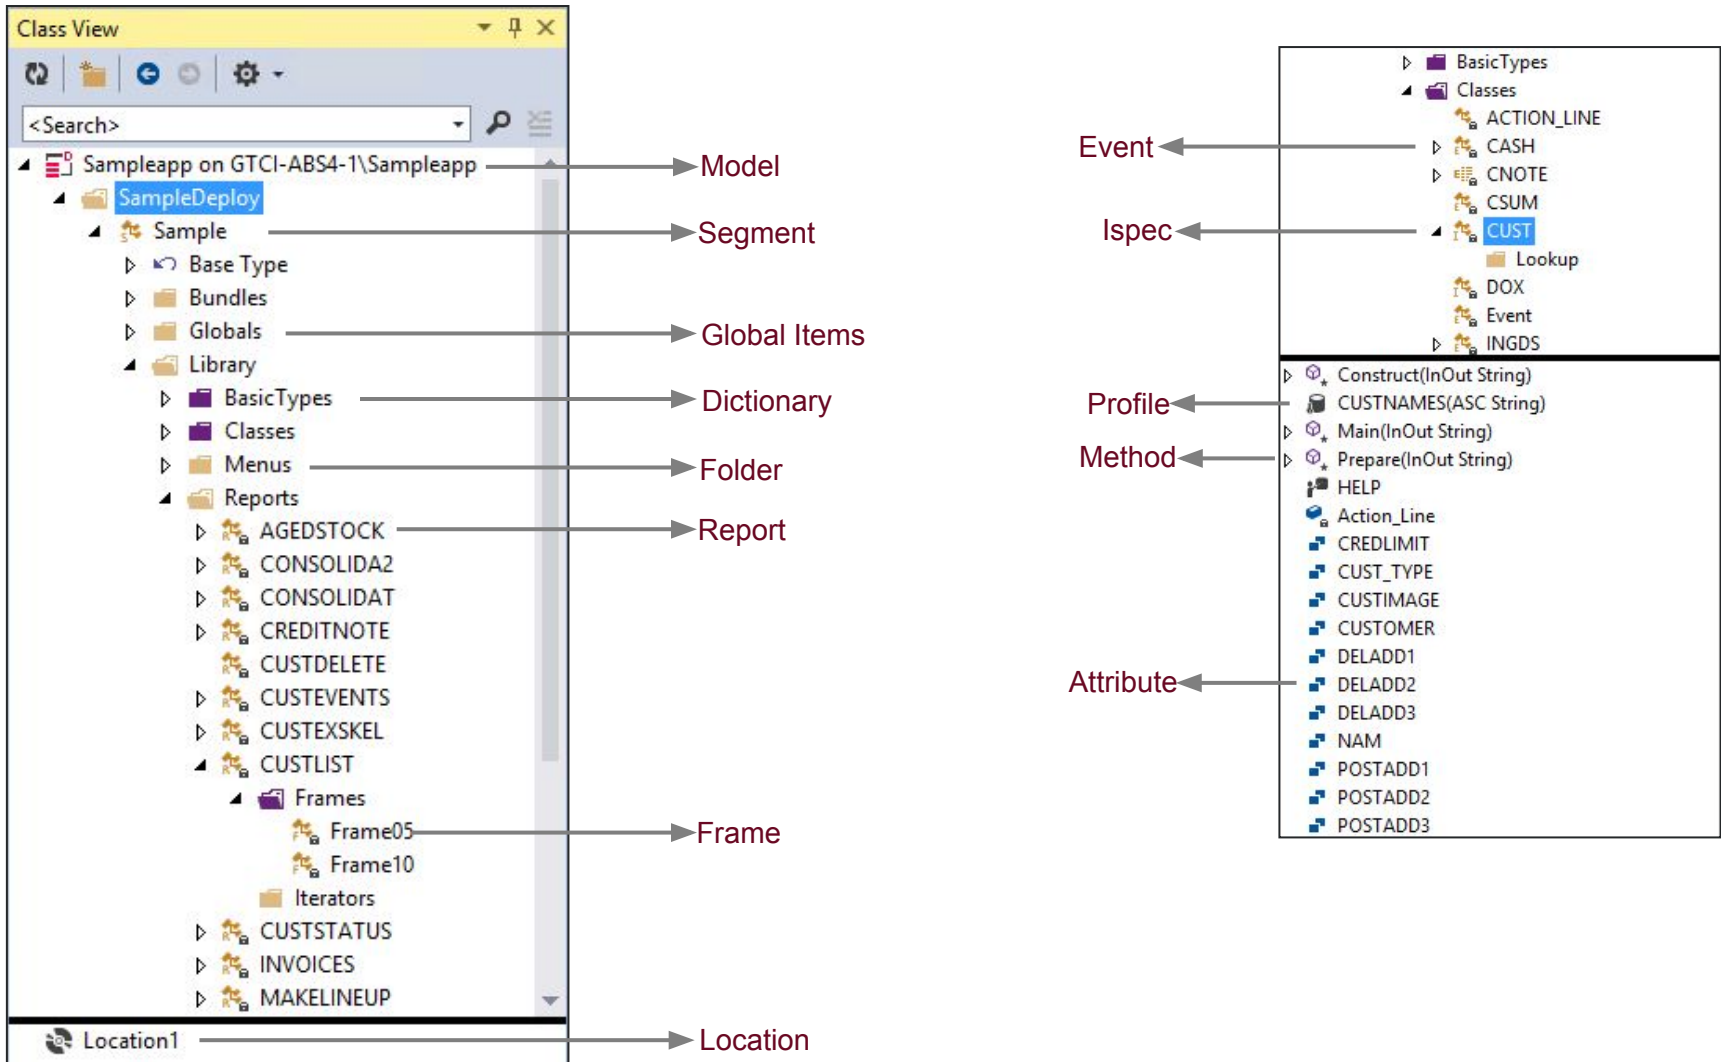 Class View
<Search>
Sampleapp on GTCI-ABS4-1\Sampleapp
Model
SampleDeploy
Sample
Segment
Base Type
Bundles
Globals
Global Items
Library
BasicTypes
Dictionary
Classes
Menus
Folder
Reports
AGEDSTOCK
Report
CONSOLIDA2
CONSOLIDAT
CREDITNOTE
CUSTDELETE
CUSTEVENTS
CUSTEXSKEL
CUSTLIST
Frames
Frame05
Frame
Frame10
Iterators
CUSTSTATUS
INVOICES
MAKELINEUP
Location1
Location
BasicTypes
Classes
ACTION_LINE
Event
CASH
CNOTE
CSUM
Ispec
CUST
Lookup
DOX
Event
INGDS
Construct(InOut String)
Profile
CUSTNAMES(ASC String)
Main(InOut String)
Method
Prepare(InOut String)
HELP
Action_Line
CREDLIMIT
CUST_TYPE
CUSTIMAGE
CUSTOMER
DELADD1
Attribute
DELADD2
DELADD3
NAM
POSTADD1
POSTADD2
POSTADD3